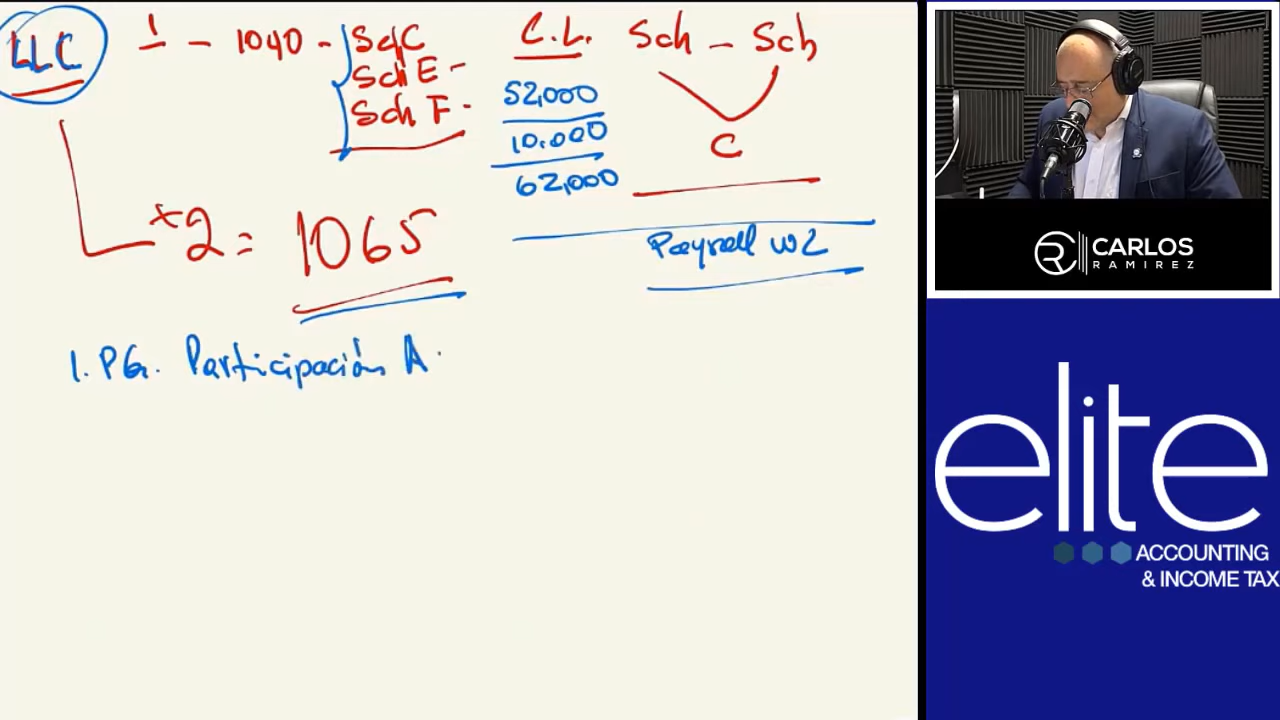 LLC 1 - 1040 - Sch C
Sch E -
Sch F -
C.L.
52,000
10.000
62,000
Sch - Sch
C
Payroll W2
+2 = 1065
1. PG. Participación A.
CARLOS
RAMIREZ
elite
ACCOUNTING
& INCOME TAX